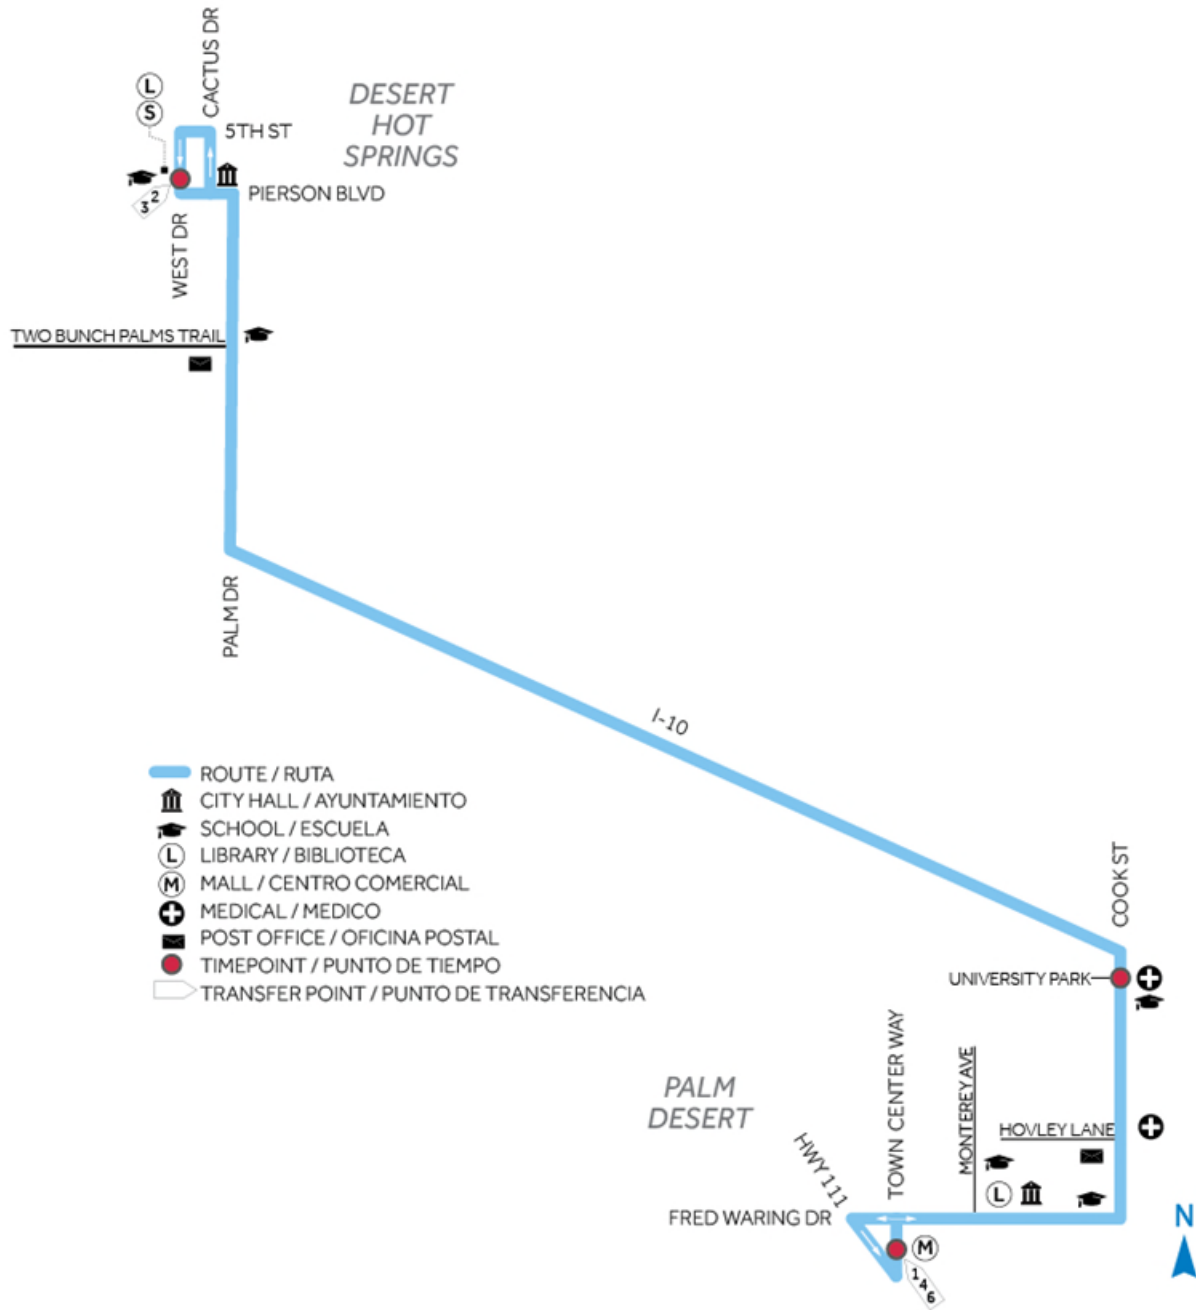 CACTUS DR
L
S
DESERT
HOT
SPRINGS
5TH ST
PIERSON BLVD
3 2
WEST DR
TWO BUNCH PALMS TRAIL
PALM DR
I-10
ROUTE / RUTA
CITY HALL / AYUNTAMIENTO
SCHOOL / ESCUELA
L LIBRARY / BIBLIOTECA
M MALL / CENTRO COMERCIAL
MEDICAL / MEDICO
POST OFFICE / OFICINA POSTAL
TIMEPOINT / PUNTO DE TIEMPO
TRANSFER POINT / PUNTO DE TRANSFERENCIA
COOK ST
UNIVERSITY PARK
TOWN CENTER WAY
MONTEREY AVE
PALM
DESERT
HOVLEY LANE
HWY 111
L
FRED WARING DR
N
M
1
4
6